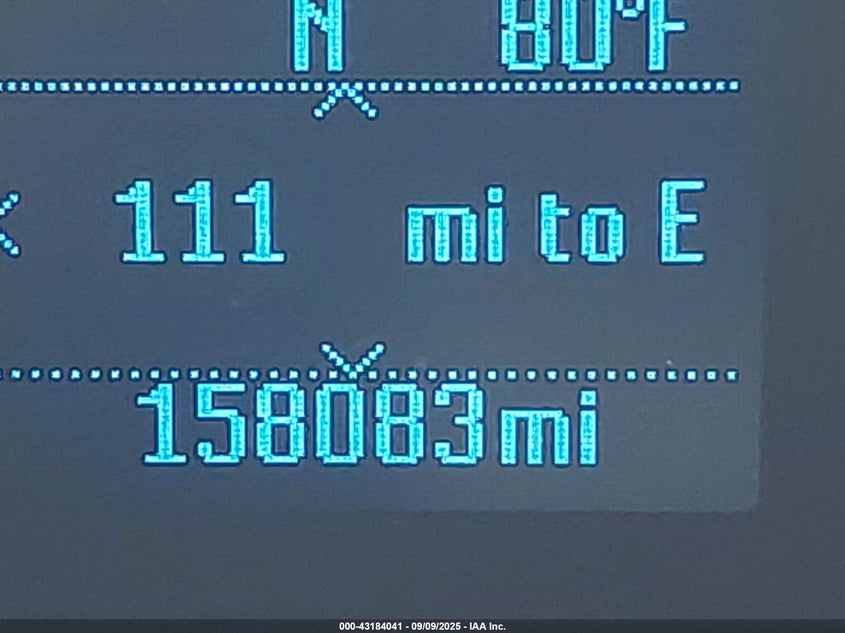 N 80°F
111 mi to E
158083mi
000-43184041 - 09/09/2025 - IAA Inc.